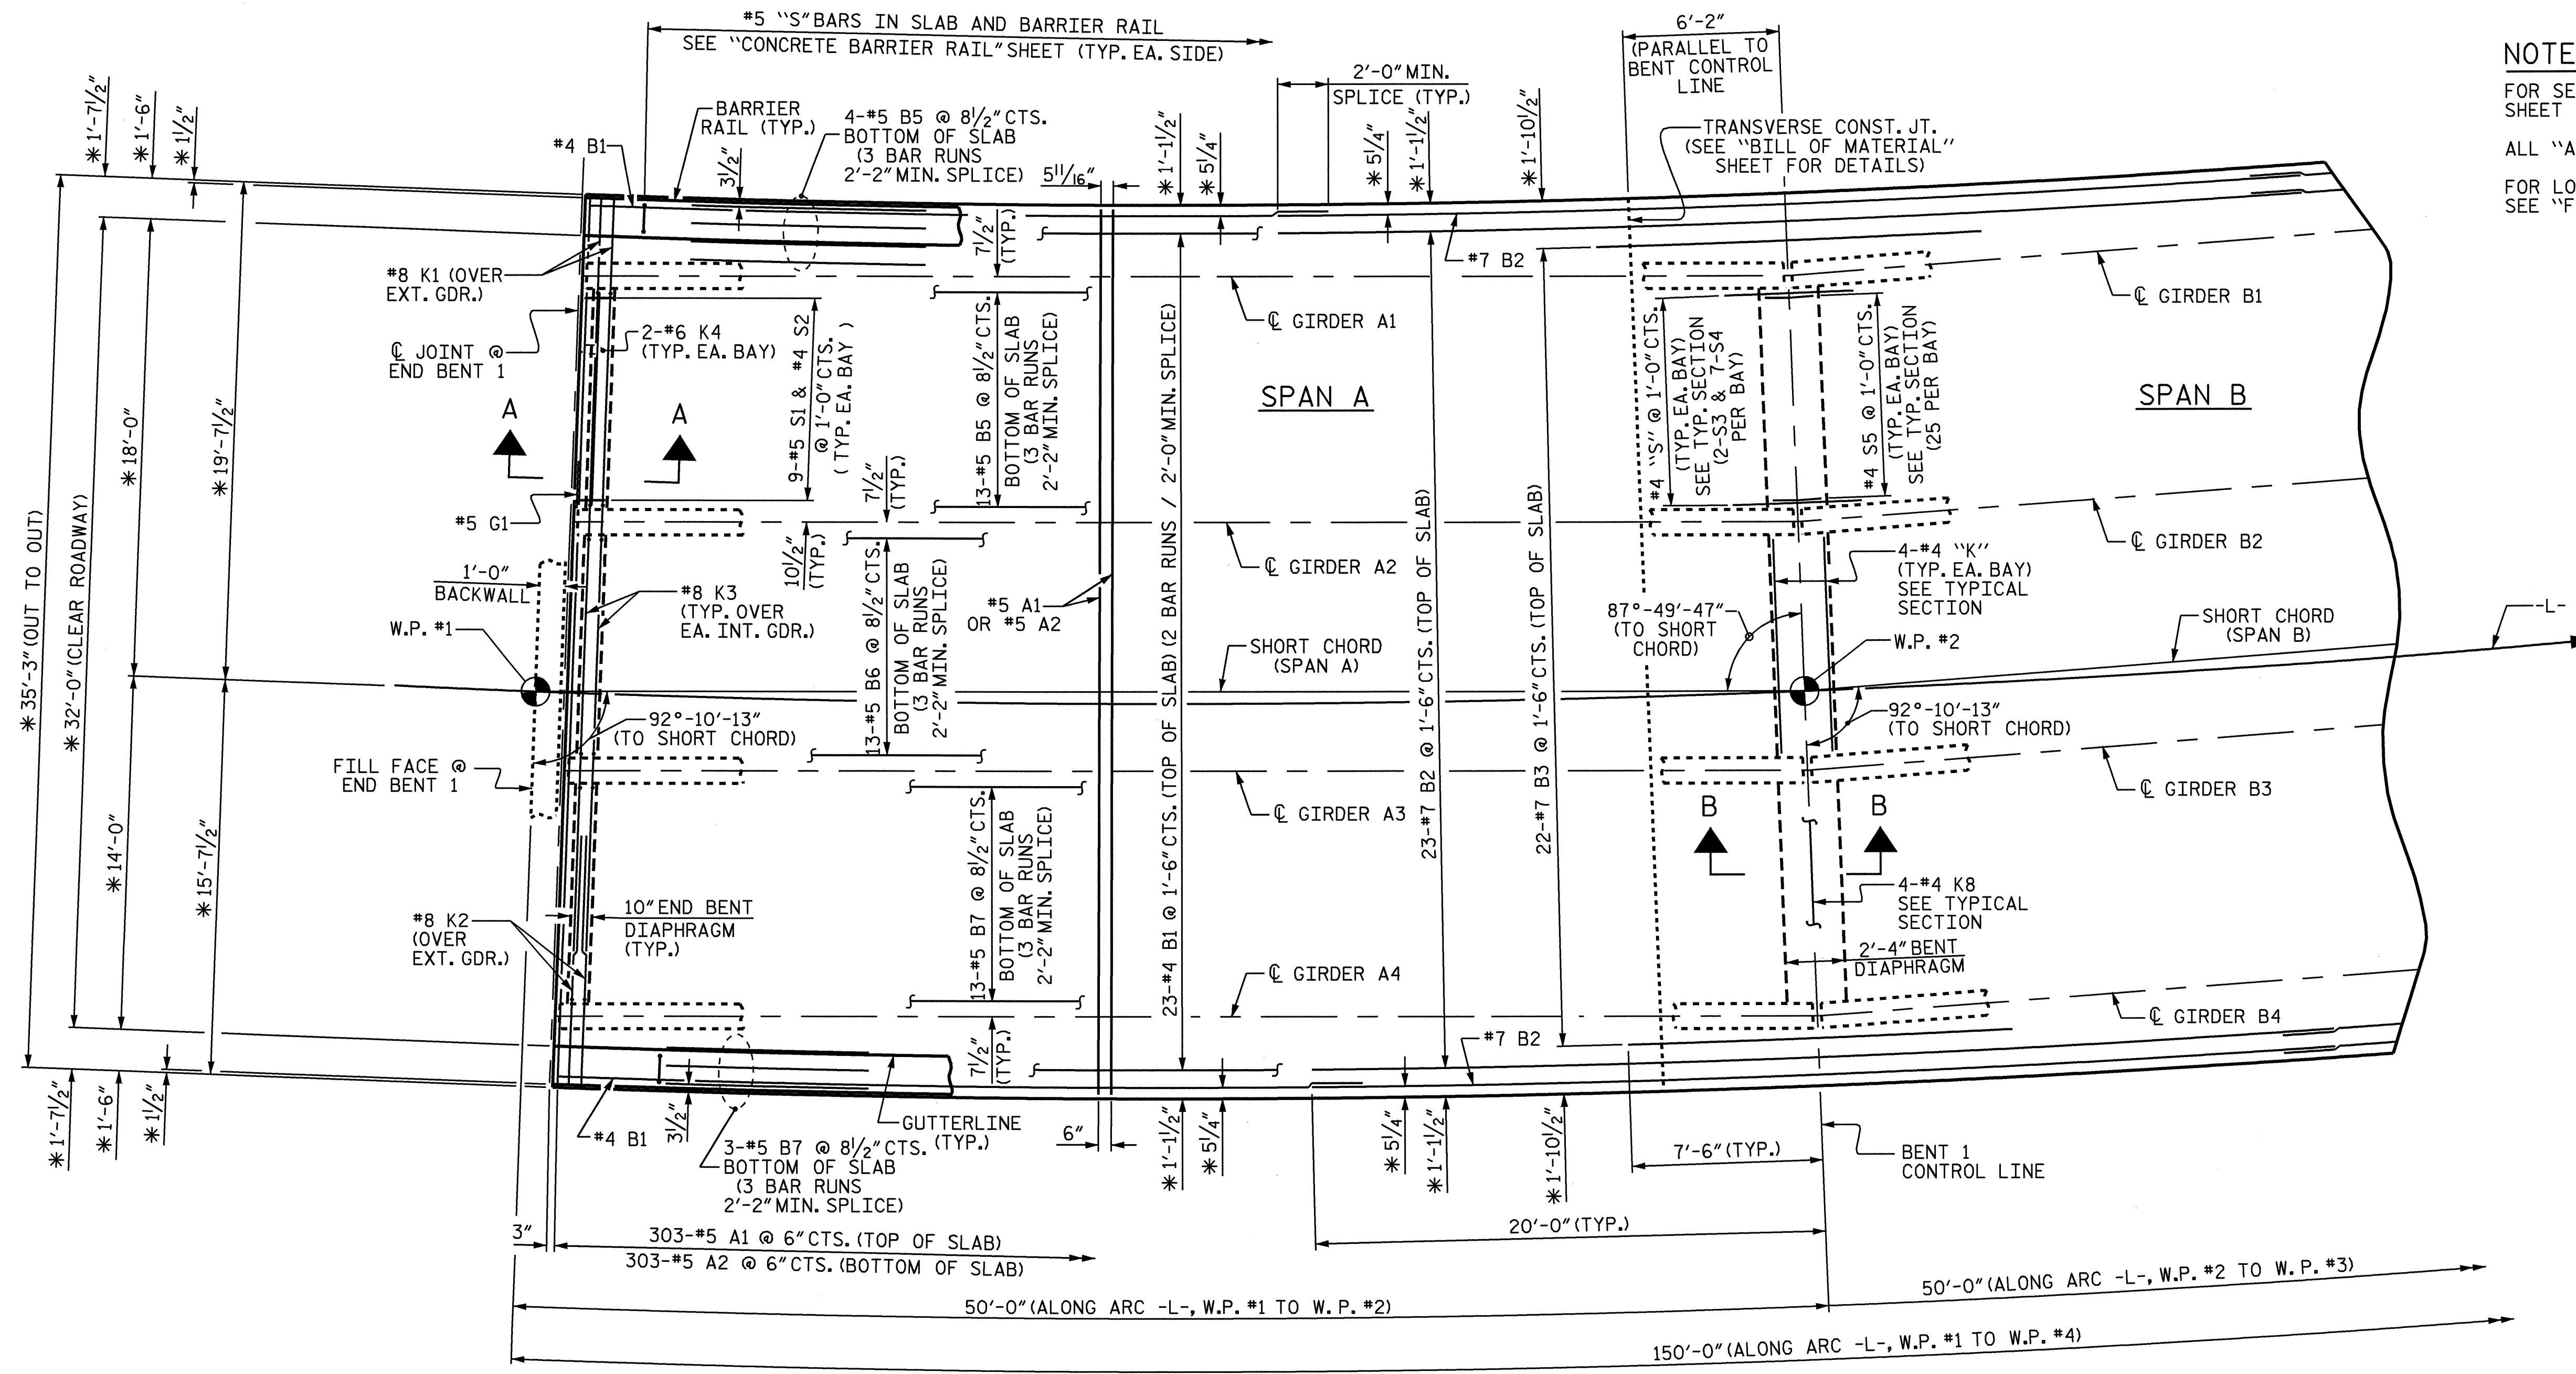 #5 "S" BARS IN SLAB AND BARRIER RAIL
SEE "CONCRETE BARRIER RAIL" SHEET (TYP. EA. SIDE)
6'-2"
(PARALLEL TO
BENT CONTROL
LINE
NOTE
FOR SE
SHEET
ALL "A
FOR LO
SEE "F
*1'-7½"
*1'-6"
*1½"
#4 B1
BARRIER
RAIL (TYP.)
3½"
4-#5 B5 @ 8½" CTS.
BOTTOM OF SLAB
(3 BAR RUNS
2'-2" MIN. SPLICE)
5 11/16"
*1'-1½"
*5¼"
2'-0" MIN.
SPLICE (TYP.)
*5¼"
*1'-1½"
*1'-10½"
TRANSVERSE CONST. JT.
(SEE "BILL OF MATERIAL"
SHEET FOR DETAILS)
#8 K1 (OVER
EXT. GDR.)
7½"
(TYP.)
#7 B2
℄ GIRDER A1
℄ GIRDER B1
℄ JOINT @
END BENT 1
2-#6 K4
(TYP. EA. BAY)
9-#5 S1 & #4 S2
@ 1'-0" CTS.
(TYP. EA. BAY )
13-#5 B5 @ 8½" CTS.
BOTTOM OF SLAB
(3 BAR RUNS
2'-2" MIN. SPLICE)
SPAN A
SPAN B
#4 "S" @ 1'-0" CTS.
(TYP. EA. BAY)
SEE TYP. SECTION
(2-S3 & 7-S4
PER BAY)
#4 S5 @ 1'-0" CTS.
(TYP. EA. BAY)
SEE TYP. SECTION
(25 PER BAY)
A
A
*35'-3" (OUT TO OUT)
*32'-0" (CLEAR ROADWAY)
*18'-0"
*19'-7½"
#5 G1
7½"
(TYP.)
10½"
(TYP.)
℄ GIRDER A2
℄ GIRDER B2
1'-0"
BACKWALL
#8 K3
(TYP. OVER
EA. INT. GDR.)
13-#5 B6 @ 8½" CTS.
BOTTOM OF SLAB
(3 BAR RUNS
2'-2" MIN. SPLICE)
#5 A1
OR #5 A2
23-#4 B1 @ 1'-6" CTS. (TOP OF SLAB) (2 BAR RUNS / 2'-0" MIN. SPLICE)
23-#7 B2 @ 1'-6" CTS. (TOP OF SLAB)
22-#7 B3 @ 1'-6" CTS. (TOP OF SLAB)
4-#4 "K"
(TYP. EA. BAY)
SEE TYPICAL
SECTION
87°-49'-47"
(TO SHORT
CHORD)
W.P. #1
SHORT CHORD
(SPAN A)
W.P. #2
SHORT CHORD
(SPAN B)
-L-
92°-10'-13"
(TO SHORT CHORD)
92°-10'-13"
(TO SHORT CHORD)
FILL FACE @
END BENT 1
*14'-0"
*15'-7½"
℄ GIRDER A3
℄ GIRDER B3
13-#5 B7 @ 8½" CTS.
BOTTOM OF SLAB
(3 BAR RUNS
2'-2" MIN. SPLICE)
B
B
#8 K2
(OVER
EXT. GDR.)
10" END BENT
DIAPHRAGM
(TYP.)
4-#4 K8
SEE TYPICAL
SECTION
2'-4" BENT
DIAPHRAGM
℄ GIRDER A4
℄ GIRDER B4
7½"
(TYP.)
#7 B2
*1'-7½"
*1'-6"
*1½"
#4 B1
3½"
GUTTERLINE
(TYP.)
3-#5 B7 @ 8½" CTS.
BOTTOM OF SLAB
(3 BAR RUNS
2'-2" MIN. SPLICE)
6"
*1'-1½"
*5¼"
*5¼"
*1'-1½"
*1'-10½"
7'-6" (TYP.)
BENT 1
CONTROL LINE
3"
303-#5 A1 @ 6" CTS. (TOP OF SLAB)
303-#5 A2 @ 6" CTS. (BOTTOM OF SLAB)
20'-0" (TYP.)
50'-0" (ALONG ARC -L-, W.P. #1 TO W.P. #2)
50'-0" (ALONG ARC -L-, W.P. #2 TO W.P. #3)
150'-0" (ALONG ARC -L-, W.P. #1 TO W.P. #4)